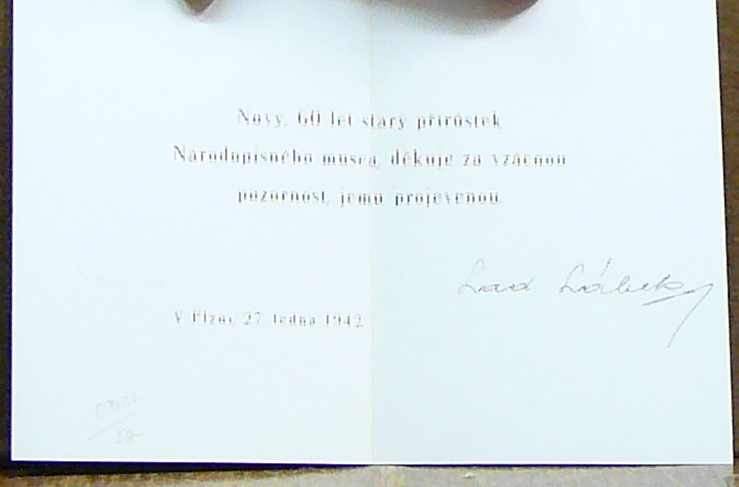 Nový, 60 let starý přírůstek
Národopisného musea, děkuje za vzácnou
pozornost, jemu projevenou.
Lad Lábek
V Plzni, 27. ledna 1942.